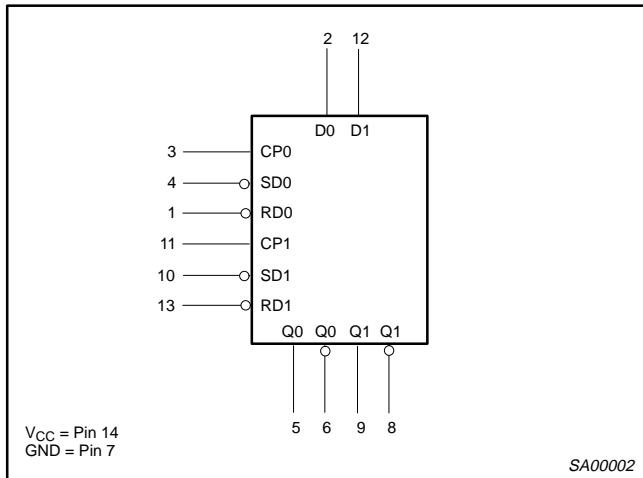 2 12
D0 D1
3 CP0
4 SD0
1 RD0
11 CP1
10 SD1
13 RD1
Q0 Q0 Q1 Q1
5 6 9 8
VCC = Pin 14
GND = Pin 7
SA00002